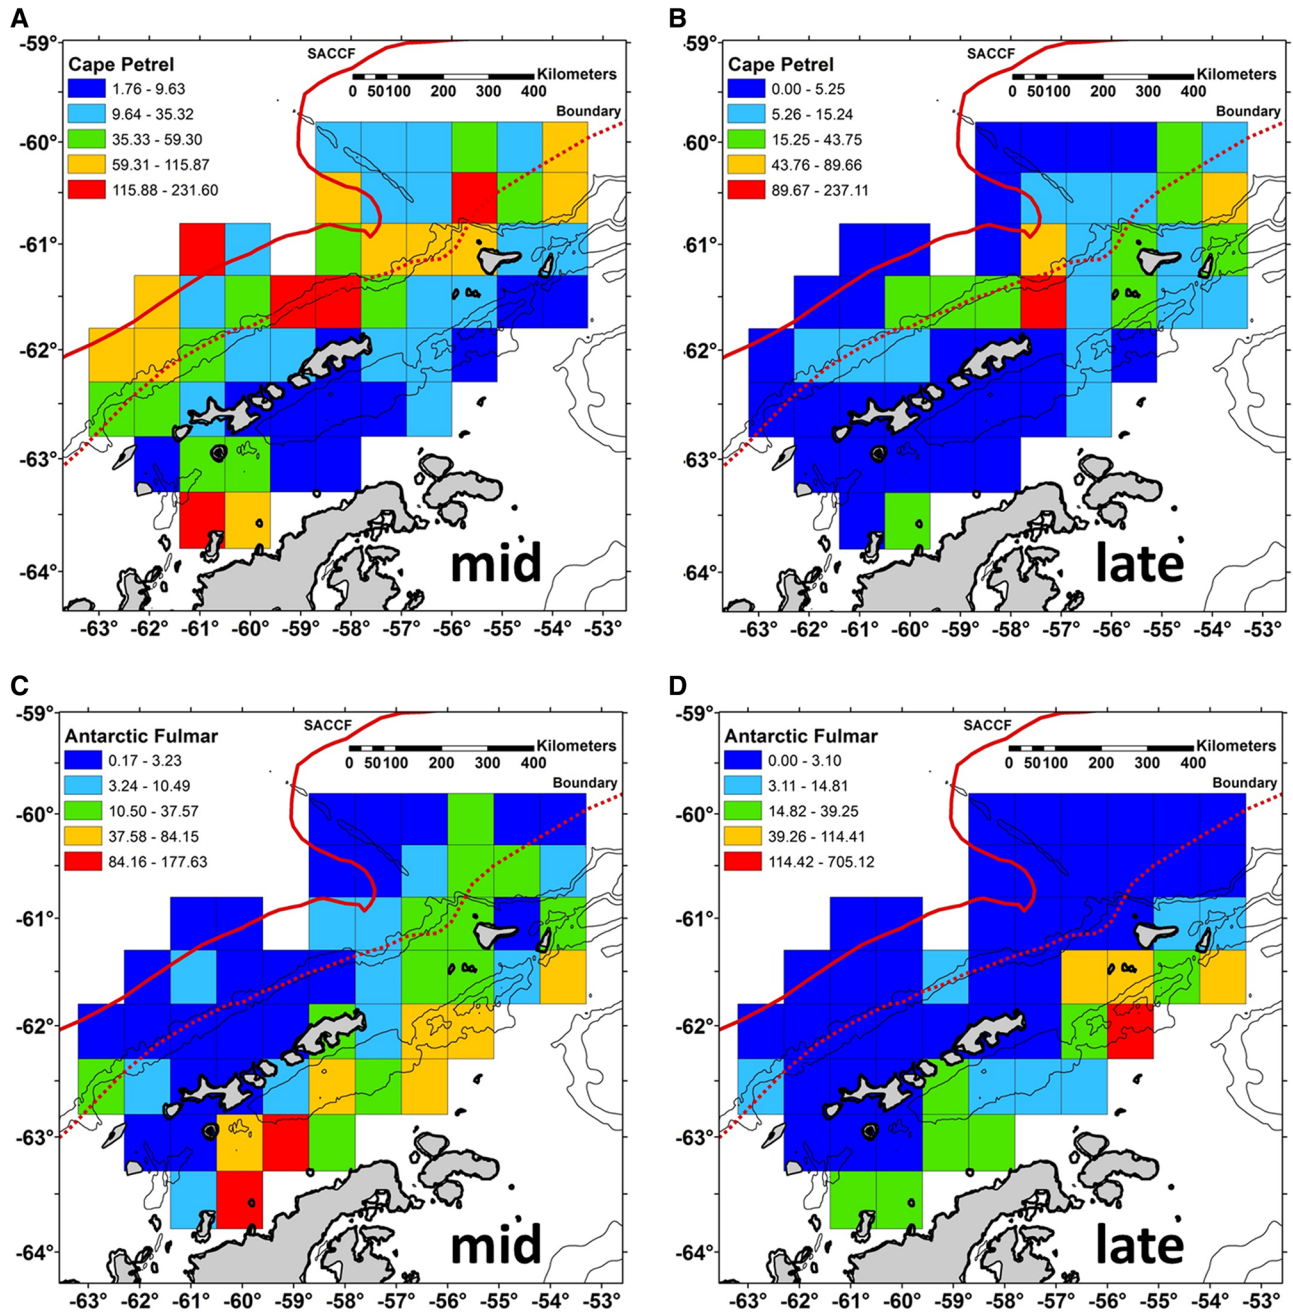 A
SACCF
-59°
Cape Petrel
1.76 - 9.63
9.64 - 35.32
35.33 - 59.30
59.31 - 115.87
115.88 - 231.60
Kilometers
0 50100 200 300 400
Boundary
-60°
-61°
-62°
-63°
-64°
mid
-63 -62 -61 -60 -59 -58 -57 -56 -55 -54 -53
B
SACCF
-59°
Cape Petrel
0.00 - 5.25
5.26 - 15.24
15.25 - 43.75
43.76 - 89.66
89.67 - 237.11
Kilometers
0 50100 200 300 400
Boundary
-60°
-61°
-62°
-63°
-64°
late
-63 -62 -61 -60 -59 -58 -57 -56 -55 -54 -53
C
-59°
SACCF
Antarctic Fulmar
0.17 - 3.23
3.24 - 10.49
10.50 - 37.57
37.58 - 84.15
84.16 - 177.63
Kilometers
0 50100 200 300 400
Boundary
-60°
-61°
-62°
-63°
-64°
mid
-63 -62 -61 -60 -59 -58 -57 -56 -55 -54 -53
D
-59°
SACCF
Antarctic Fulmar
0.00 - 3.10
3.11 - 14.81
14.82 - 39.25
39.26 - 114.41
114.42 - 705.12
Kilometers
0 50100 200 300 400
Boundary
-60°
-61°
-62°
-63°
-64°
late
-63 -62 -61 -60 -59 -58 -57 -56 -55 -54 -53